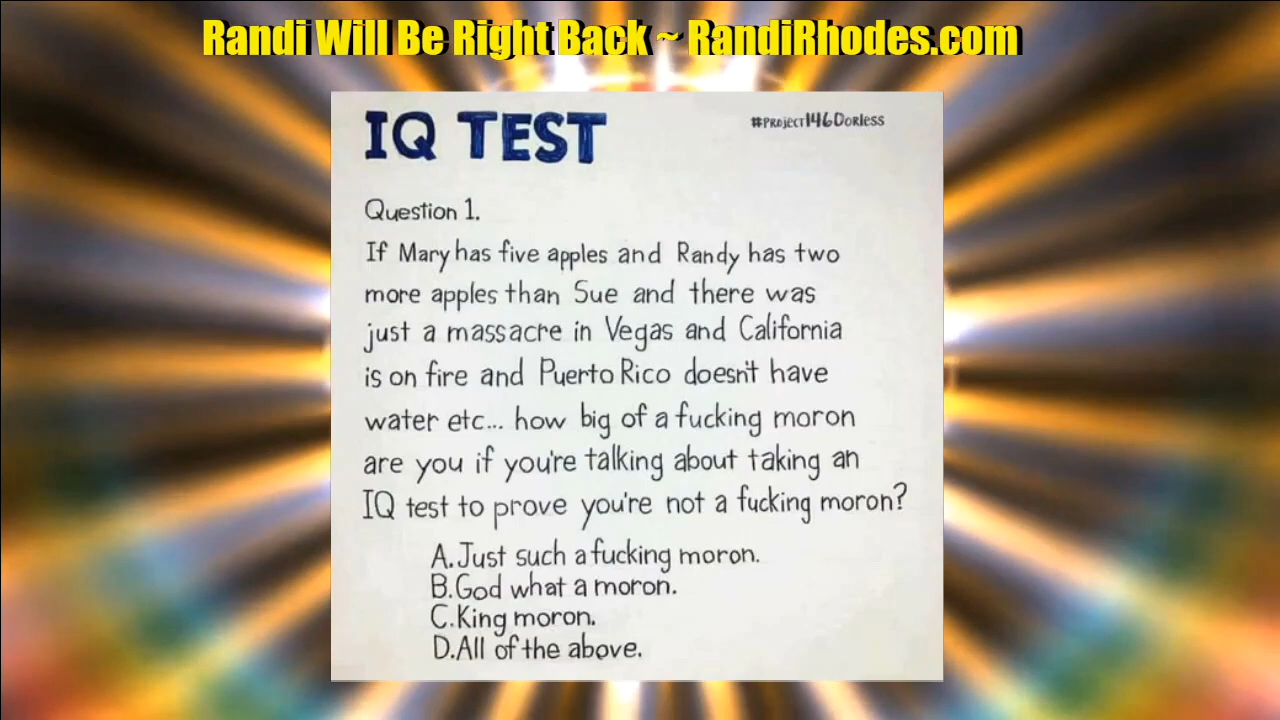 Randi Will Be Right Back ~ RandiRhodes.com
IQ TEST
#PROJECT146DORLESS
Question 1.
If Mary has five apples and Randy has two
more apples than Sue and there was
just a massacre in Vegas and California
is on fire and Puerto Rico doesn't have
water etc... how big of a fucking moron
are you if you're talking about taking an
IQ test to prove you're not a fucking moron?
A. Just such a fucking moron.
B. God what a moron.
C. King moron.
D. All of the above.